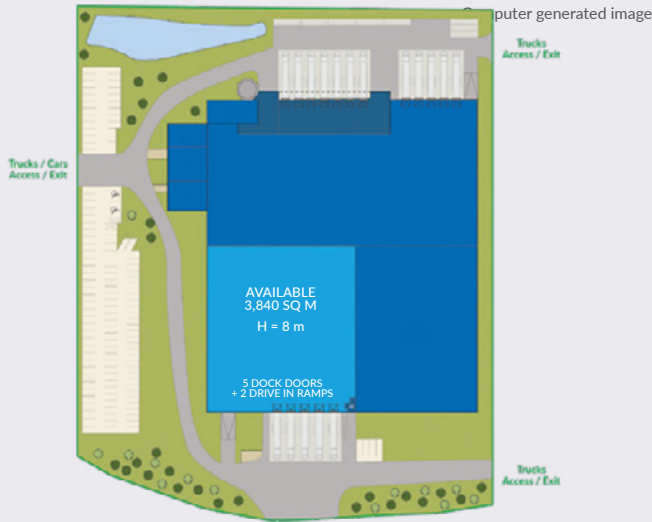 Computer generated image
Trucks
Access / Exit
Trucks / Cars
Access / Exit
AVAILABLE
3,840 SQ M
H = 8 m
5 DOCK DOORS
+ 2 DRIVE IN RAMPS
Trucks
Access / Exit